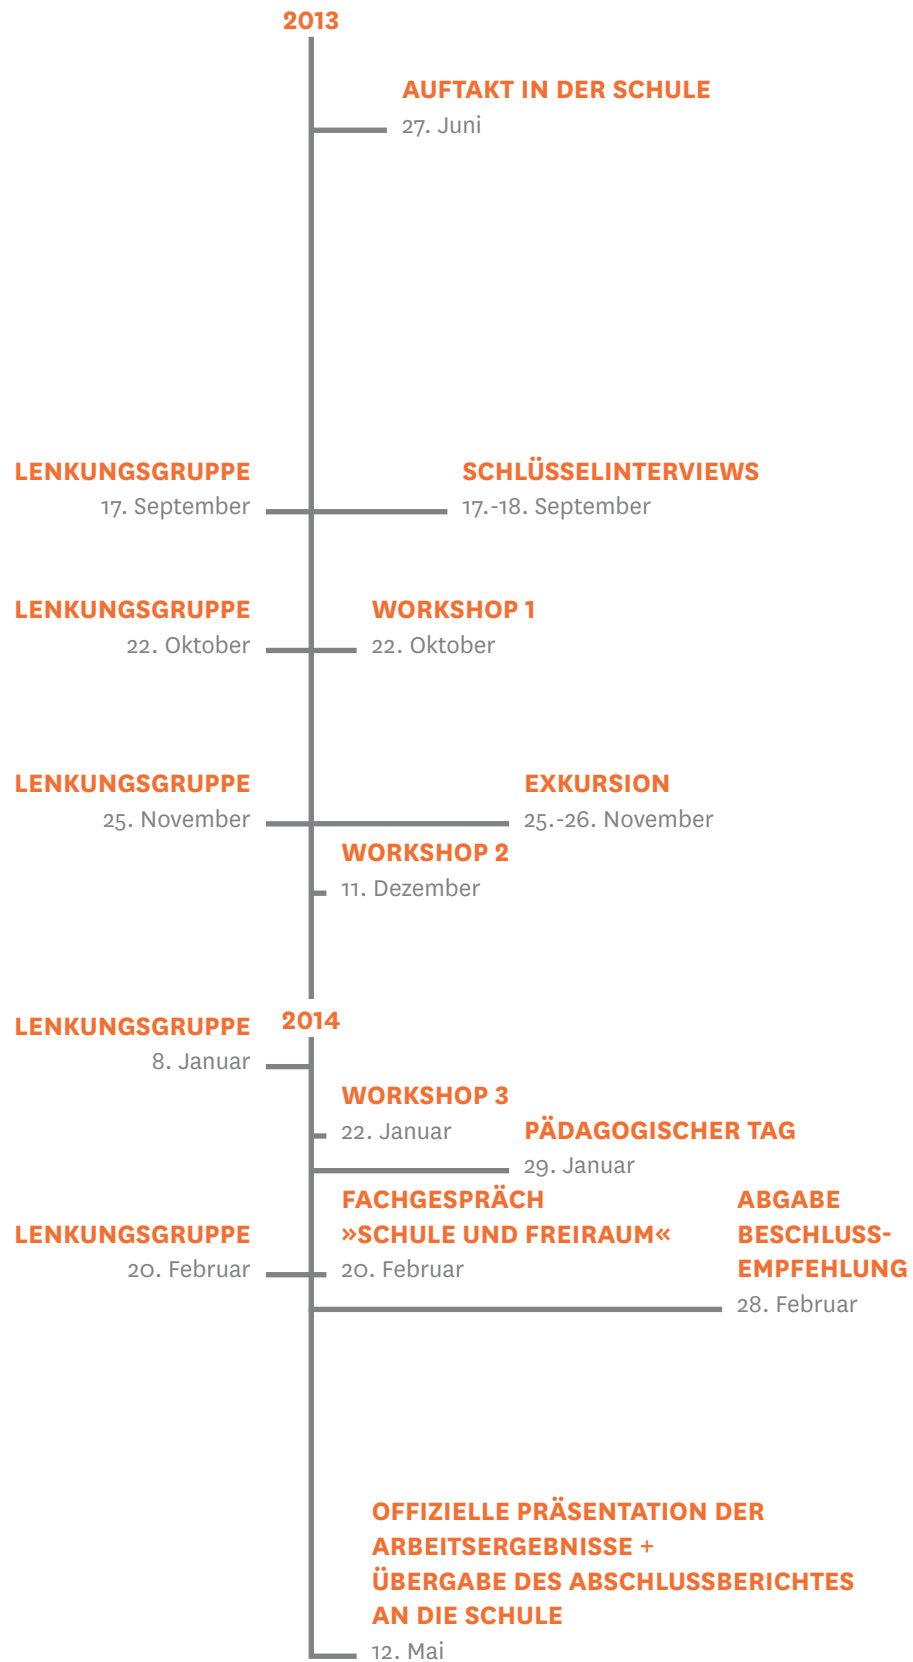 2013
AUFTAKT IN DER SCHULE
27. Juni
LENKUNGSGRUPPE
17. September
SCHLÜSSELINTERVIEWS
17.-18. September
LENKUNGSGRUPPE
22. Oktober
WORKSHOP 1
22. Oktober
LENKUNGSGRUPPE
25. November
EXKURSION
25.-26. November
WORKSHOP 2
11. Dezember
2014
LENKUNGSGRUPPE
8. Januar
WORKSHOP 3
22. Januar
PÄDAGOGISCHER TAG
29. Januar
LENKUNGSGRUPPE
20. Februar
FACHGESPRÄCH
»SCHULE UND FREIRAUM«
20. Februar
ABGABE
BESCHLUSS-
EMPFEHLUNG
28. Februar
OFFIZIELLE PRÄSENTATION DER
ARBEITSERGEBNISSE +
ÜBERGABE DES ABSCHLUSSBERICHTES
AN DIE SCHULE
12. Mai